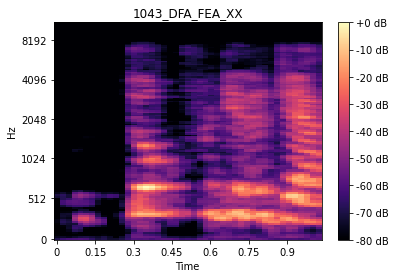 1043_DFA_FEA_XX
+0 dB
8192
-10 dB
4096
-20 dB
-30 dB
2048
Hz
-40 dB
1024
-50 dB
512
-60 dB
-70 dB
0
-80 dB
0 0.15 0.3 0.45 0.6 0.75 0.9
Time